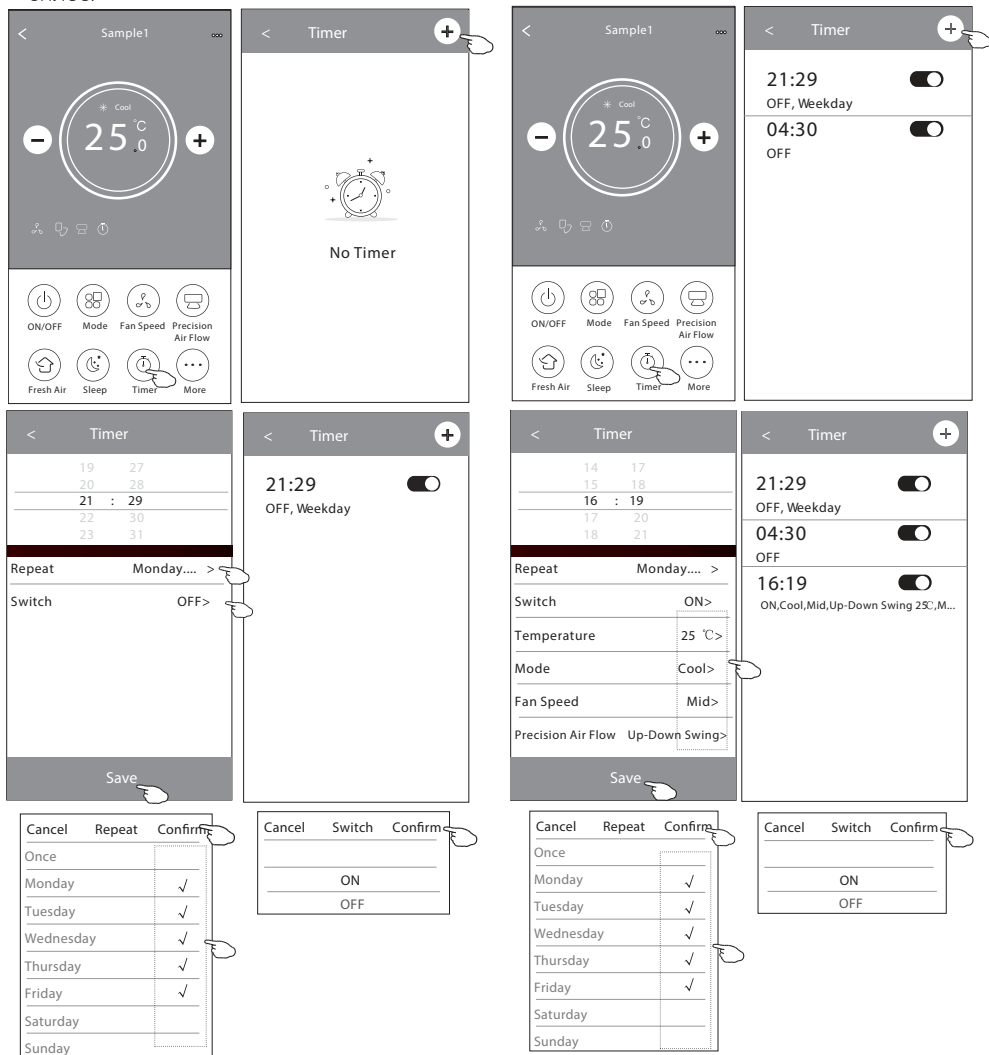 Sample1
Cool
25.0 °C
ON/OFF Mode Fan Speed Precision Air Flow
Fresh Air Sleep Timer More
< Timer +
No Timer
< Timer
19 27
20 28
21 : 29
22 30
23 31
Repeat Monday.... >
Switch OFF>
Save
< Timer +
21:29
OFF, Weekday
Cancel Repeat Confirm
Once
Monday √
Tuesday √
Wednesday √
Thursday √
Friday √
Saturday
Sunday
Cancel Switch Confirm
ON
OFF
Sample1
Cool
25.0 °C
ON/OFF Mode Fan Speed Precision Air Flow
Fresh Air Sleep Timer More
< Timer +
21:29
OFF, Weekday
04:30
OFF
< Timer
14 17
15 18
16 : 19
17 20
18 21
Repeat Monday.... >
Switch ON>
Temperature 25 °C>
Mode Cool>
Fan Speed Mid>
Precision Air Flow Up-Down Swing>
Save
< Timer +
21:29
OFF, Weekday
04:30
OFF
16:19
ON,Cool,Mid,Up-Down Swing 25°C,M...
Cancel Repeat Confirm
Once
Monday √
Tuesday √
Wednesday √
Thursday √
Friday √
Saturday
Sunday
Cancel Switch Confirm
ON
OFF